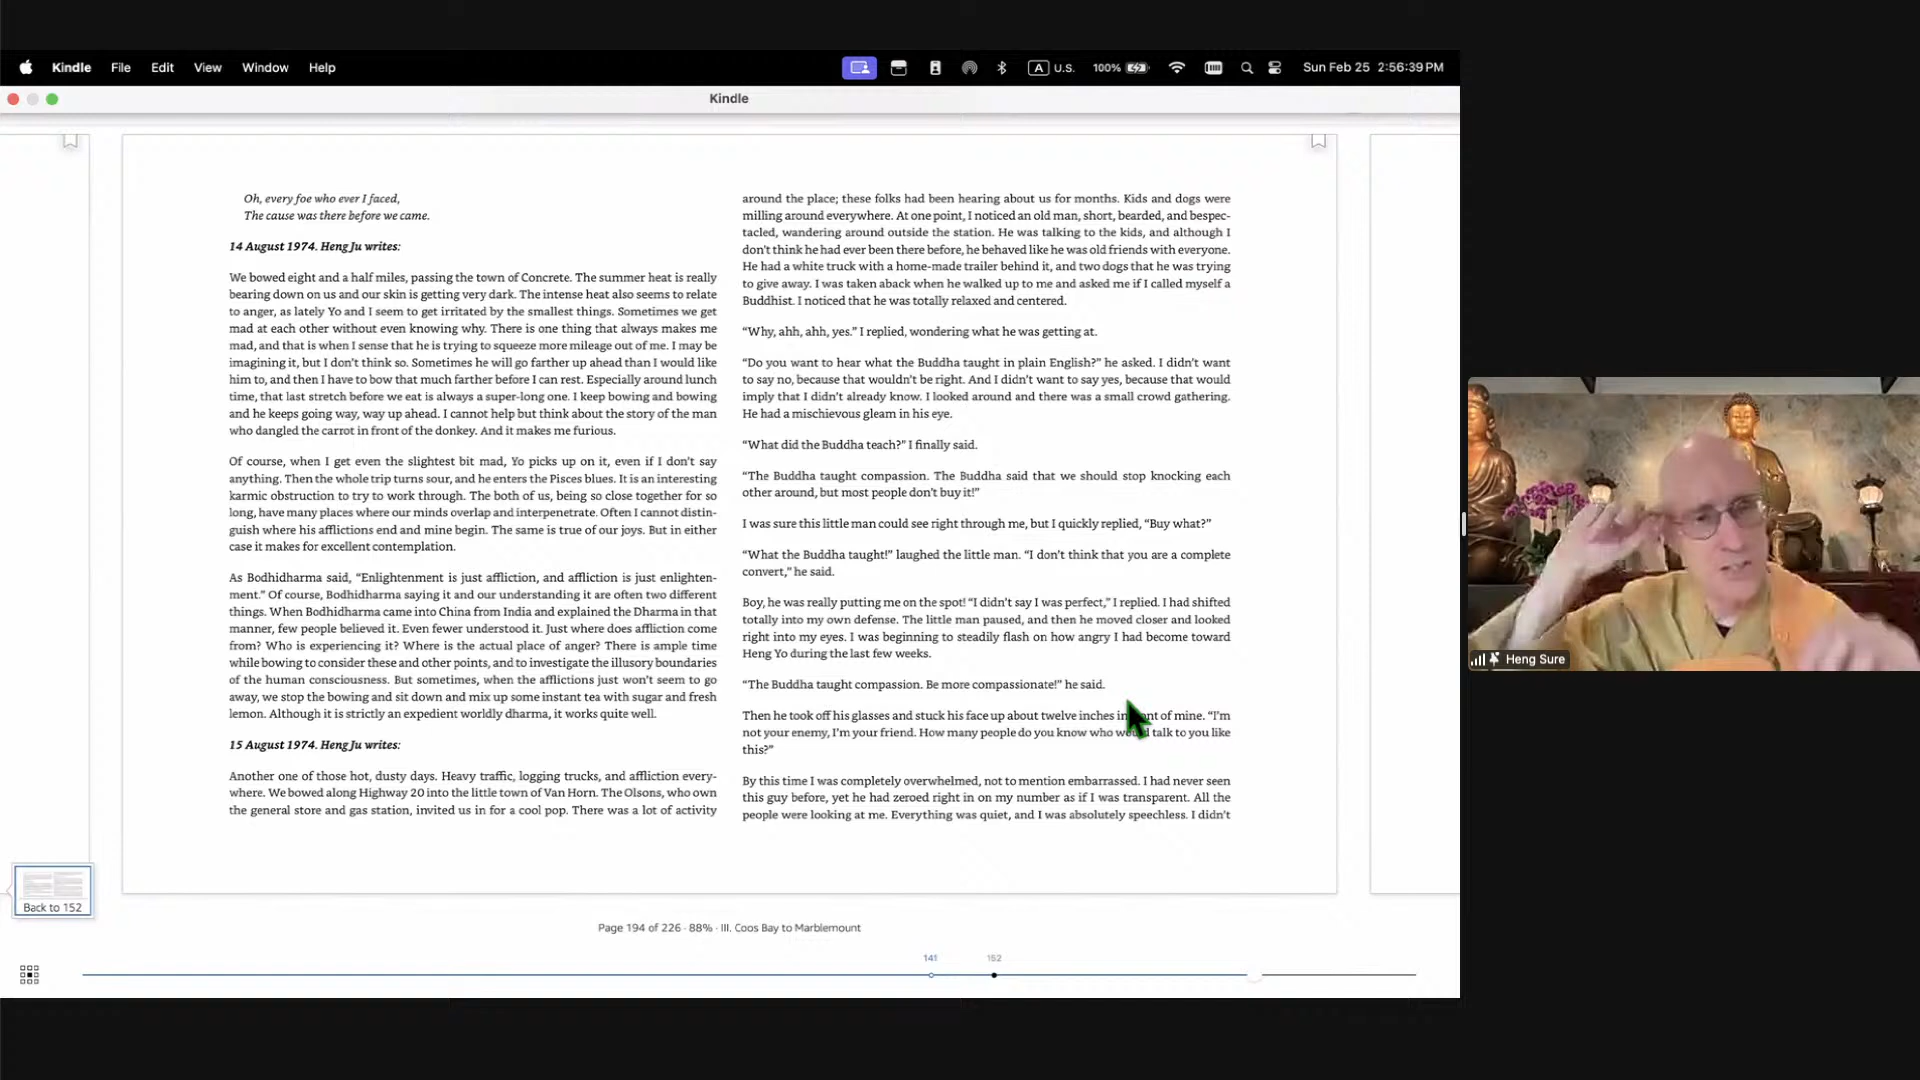 Kindle File Edit View Window Help
A U.S. 100% Sun Feb 25 2:56:39 PM
Kindle
Oh, every foe who ever I faced,
The cause was there before we came.
14 August 1974. Heng Ju writes:
We bowed eight and a half miles, passing the town of Concrete. The summer heat is really
bearing down on us and our skin is getting very dark. The intense heat also seems to relate
to anger, as lately Yo and I seem to get irritated by the smallest things. Sometimes we get
mad at each other without even knowing why. There is one thing that always makes me
mad, and that is when I sense that he is trying to squeeze more mileage out of me. I may be
imagining it, but I don't think so. Sometimes he will go farther up ahead than I would like
him to, and then I have to bow that much farther before I can rest. Especially around lunch
time, that last stretch before we eat is always a super-long one. I keep bowing and bowing
and he keeps going way, way up ahead. I cannot help but think about the story of the man
who dangled the carrot in front of the donkey. And it makes me furious.
Of course, when I get even the slightest bit mad, Yo picks up on it, even if I don't say
anything. Then the whole trip turns sour, and he enters the Pisces blues. It is an interesting
karmic obstruction to try to work through. The both of us, being so close together for so
long, have many places where our minds overlap and interpenetrate. Often I cannot distin-
guish where his afflictions end and mine begin. The same is true of our joys. But in either
case it makes for excellent contemplation.
As Bodhidharma said, “Enlightenment is just affliction, and affliction is just enlighten-
ment.” Of course, Bodhidharma saying it and our understanding it are often two different
things. When Bodhidharma came into China from India and explained the Dharma in that
manner, few people believed it. Even fewer understood it. Just where does affliction come
from? Who is experiencing it? Where is the actual place of anger? There is ample time
while bowing to consider these and other points, and to investigate the illusory boundaries
of the human consciousness. But sometimes, when the afflictions just won't seem to go
away, we stop the bowing and sit down and mix up some instant tea with sugar and fresh
lemon. Although it is strictly an expedient worldly dharma, it works quite well.
15 August 1974. Heng Ju writes:
Another one of those hot, dusty days. Heavy traffic, logging trucks, and affliction every-
where. We bowed along Highway 20 into the little town of Van Horn. The Olsons, who own
the general store and gas station, invited us in for a cool pop. There was a lot of activity
around the place; these folks had been hearing about us for months. Kids and dogs were
milling around everywhere. At one point, I noticed an old man, short, bearded, and bespec-
tacled, wandering around outside the station. He was talking to the kids, and although I
don't think he had ever been there before, he behaved like he was old friends with everyone.
He had a white truck with a home-made trailer behind it, and two dogs that he was trying
to give away. I was taken aback when he walked up to me and asked me if I called myself a
Buddhist. I noticed that he was totally relaxed and centered.
“Why, ahh, ahh, yes.” I replied, wondering what he was getting at.
“Do you want to hear what the Buddha taught in plain English?” he asked. I didn't want
to say no, because that wouldn't be right. And I didn't want to say yes, because that would
imply that I didn't already know. I looked around and there was a small crowd gathering.
He had a mischievous gleam in his eye.
“What did the Buddha teach?” I finally said.
“The Buddha taught compassion. The Buddha said that we should stop knocking each
other around, but most people don't buy it!”
I was sure this little man could see right through me, but I quickly replied, “Buy what?”
“What the Buddha taught!” laughed the little man. “I don't think that you are a complete
convert,” he said.
Boy, he was really putting me on the spot! “I didn't say I was perfect,” I replied. I had shifted
totally into my own defense. The little man paused, and then he moved closer and looked
right into my eyes. I was beginning to steadily flash on how angry I had become toward
Heng Yo during the last few weeks.
“The Buddha taught compassion. Be more compassionate!” he said.
Then he took off his glasses and stuck his face up about twelve inches in front of mine. “I'm
not your enemy, I'm your friend. How many people do you know who would talk to you like
this?”
By this time I was completely overwhelmed, not to mention embarrassed. I had never seen
this guy before, yet he had zeroed right in on my number as if I was transparent. All the
people were looking at me. Everything was quiet, and I was absolutely speechless. I didn't
Heng Sure
Back to 152
Page 194 of 226 · 88% · III. Coos Bay to Marblemount
141 152